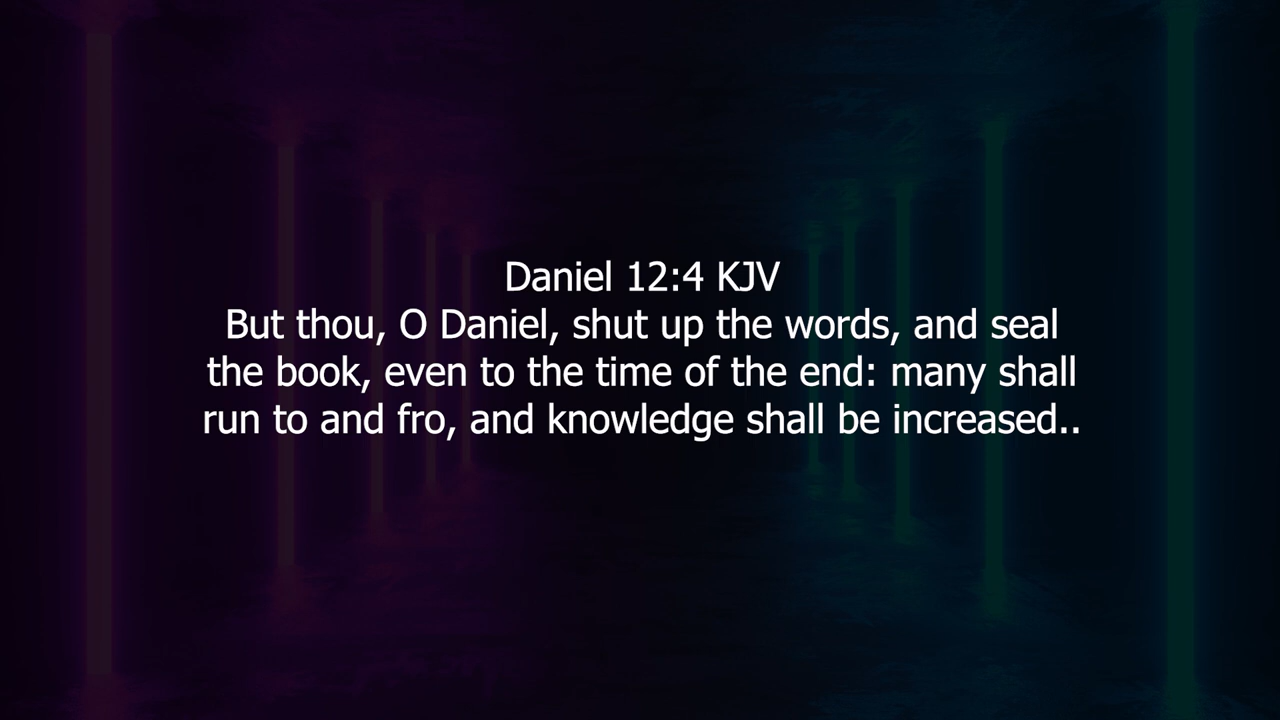 Daniel 12:4 KJV
But thou, O Daniel, shut up the words, and seal
the book, even to the time of the end: many shall
run to and fro, and knowledge shall be increased..